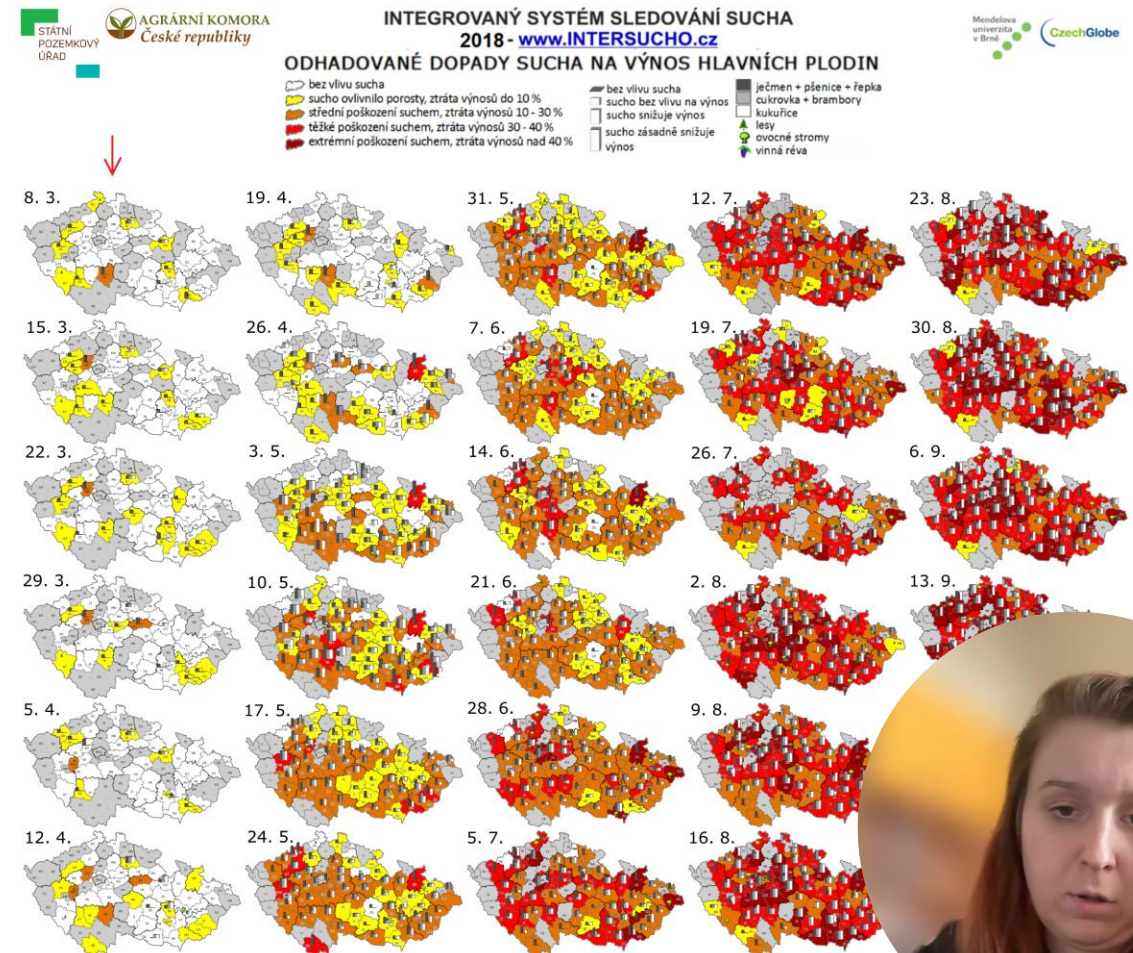 STÁTNÍ
POZEMKOVÝ
ÚŘAD
AGRÁRNÍ KOMORA
České republiky
INTEGROVANÝ SYSTÉM SLEDOVÁNÍ SUCHA
2018 - www.INTERSUCHO.cz
Mendelova
univerzita
v Brně
CzechGlobe
ODHADOVANÉ DOPADY SUCHA NA VÝNOS HLAVNÍCH PLODIN
bez vlivu sucha
sucho ovlivnilo porosty, ztráta výnosů do 10 %
střední poškození suchem, ztráta výnosů 10 - 30 %
těžké poškození suchem, ztráta výnosů 30 - 40 %
extrémní poškození suchem, ztráta výnosů nad 40 %
bez vlivu sucha
sucho bez vlivu na výnos
sucho snižuje výnos
sucho zásadně snižuje
výnos
ječmen + pšenice + řepka
cukrovka + brambory
kukuřice
lesy
ovocné stromy
vinná réva
8. 3.
19. 4.
31. 5.
12. 7.
23. 8.
15. 3.
26. 4.
7. 6.
19. 7.
30. 8.
22. 3.
3. 5.
14. 6.
26. 7.
6. 9.
29. 3.
10. 5.
21. 6.
2. 8.
13. 9.
5. 4.
17. 5.
28. 6.
9. 8.
12. 4.
24. 5.
5. 7.
16. 8.